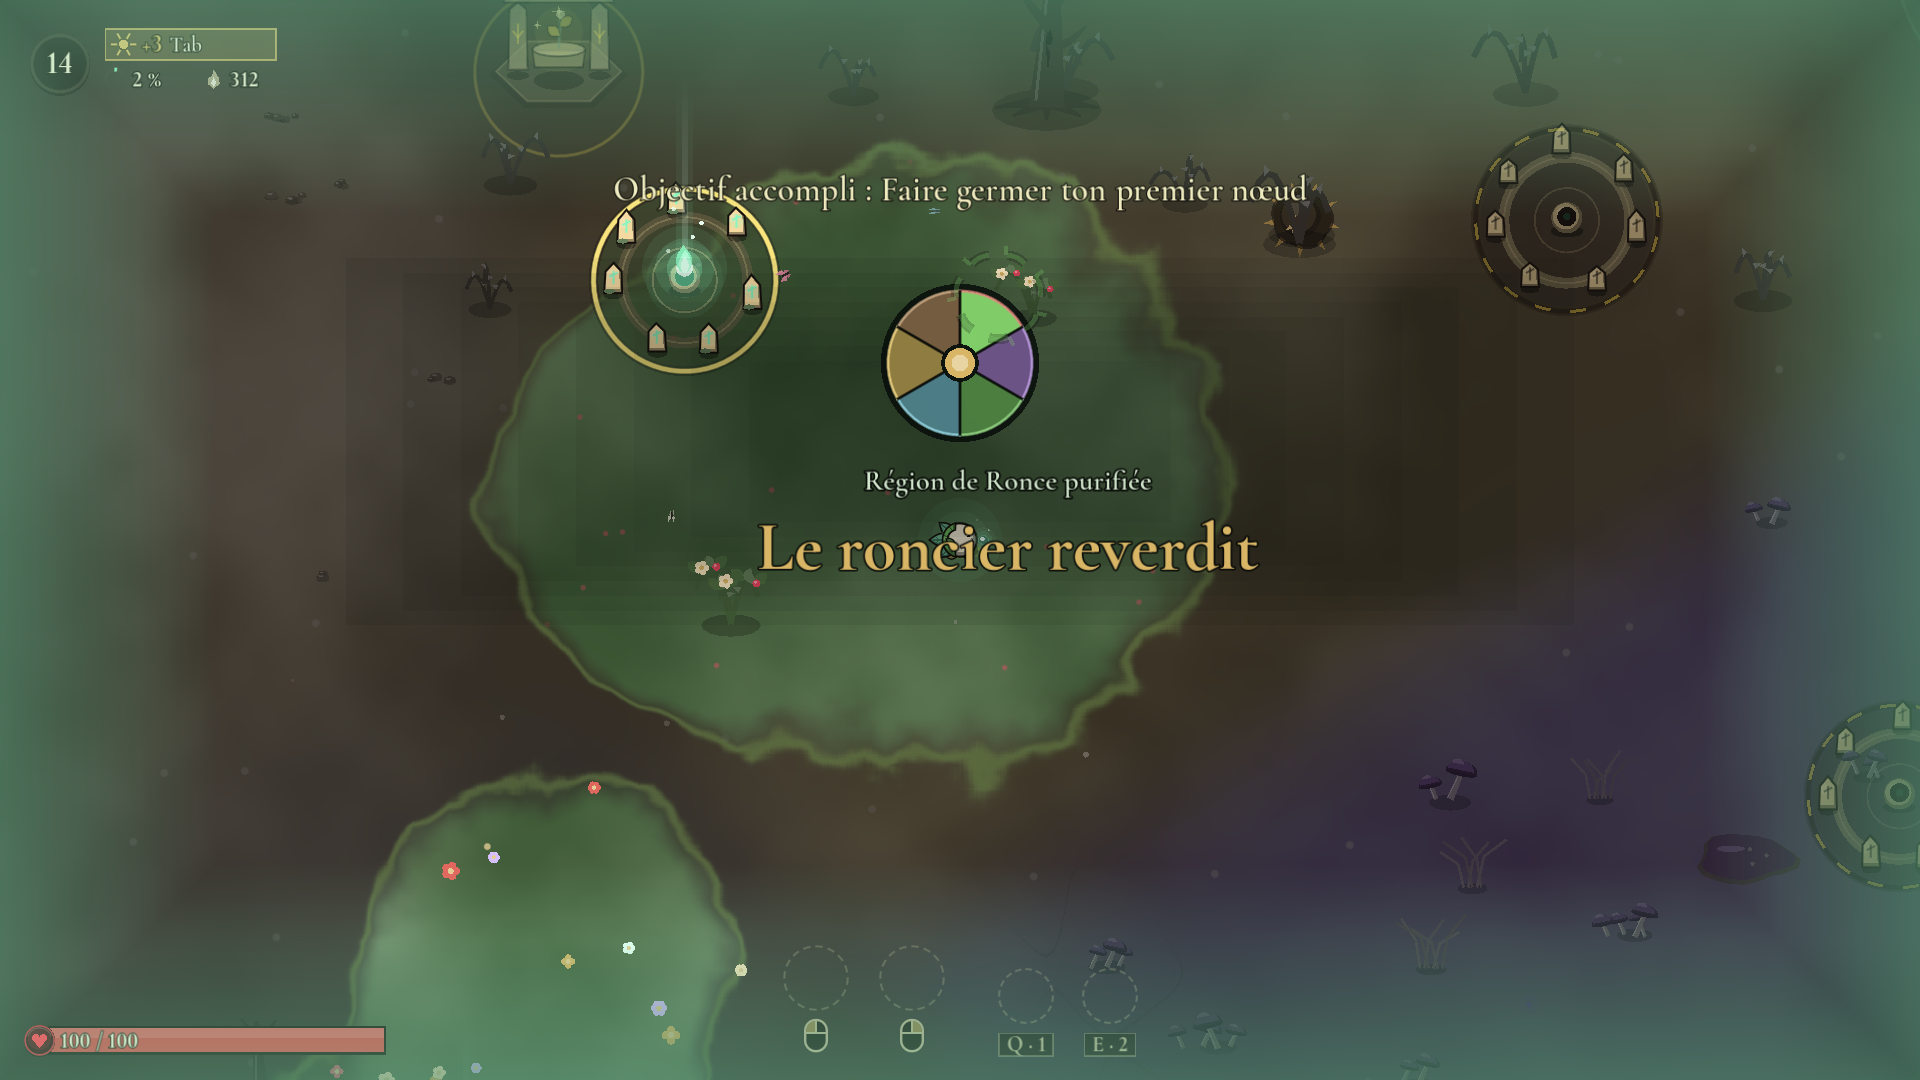 14
+3 Tab
2 %
312
Objectif accompli : Faire germer ton premier nœud
Région de Ronce purifiée
Le roncier reverdit
100 / 100
Q · 1
E · 2